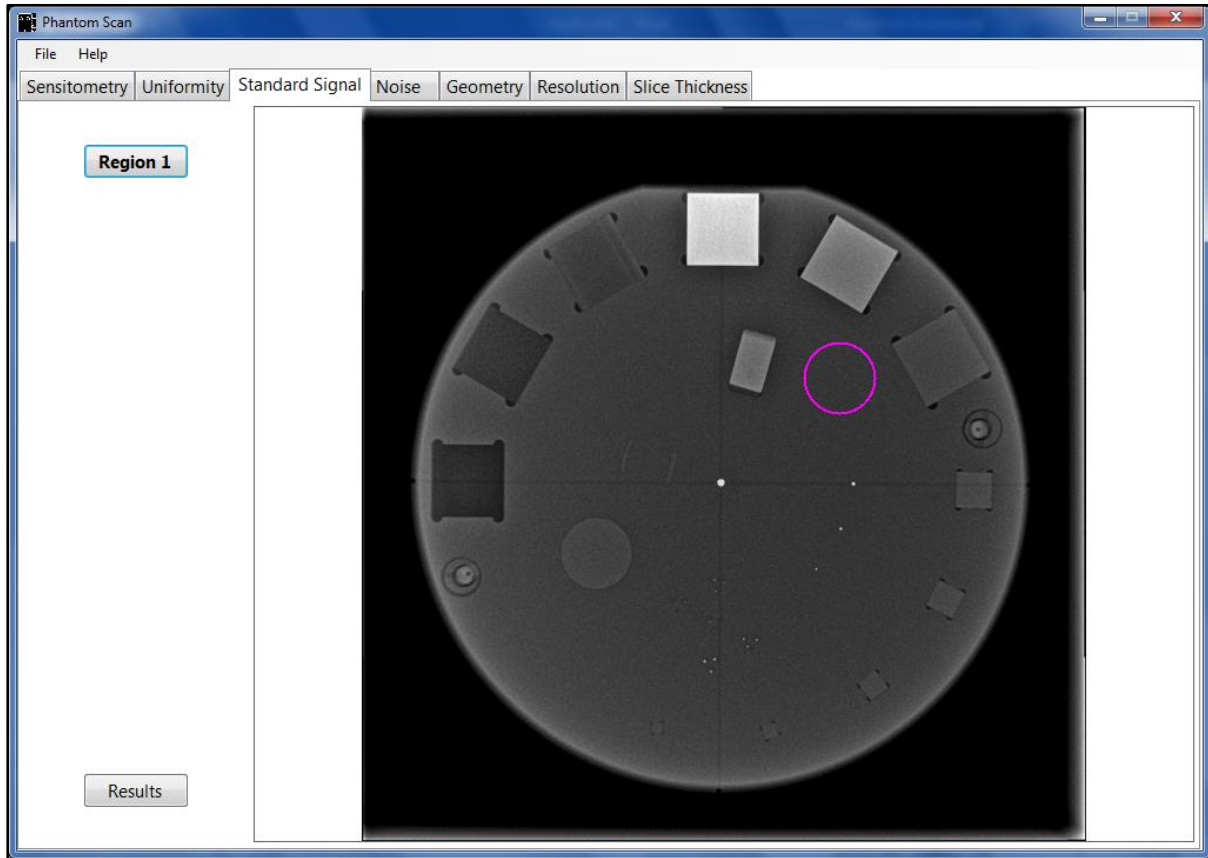 Phantom Scan
File Help
Sensitometry Uniformity Standard Signal Noise Geometry Resolution Slice Thickness
Region 1
Results